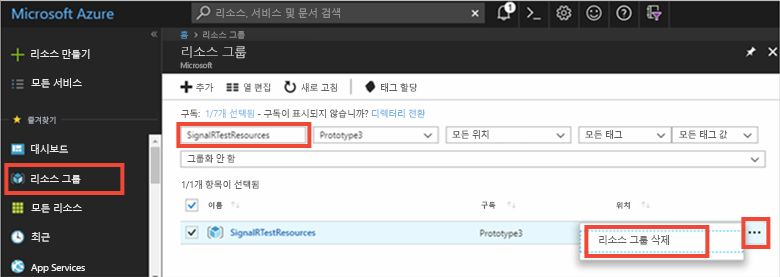 Microsoft Azure
리소스, 서비스 및 문서 검색
1
리소스 만들기
모든 서비스
즐겨찾기
대시보드
리소스 그룹
모든 리소스
최근
App Services
홈 > 리소스 그룹
리소스 그룹
Microsoft
추가 열 편집 새로 고침 태그 할당
구독: 1/7개 선택됨 - 구독이 표시되지 않습니까? 디렉터리 전환
SignalRTestResources Prototype3 모든 위치 모든 태그 모든 태그 값
그룹화 안 함
1/1개 항목이 선택됨
이름 구독 위치
SignalRTestResources Prototype3
리소스 그룹 삭제